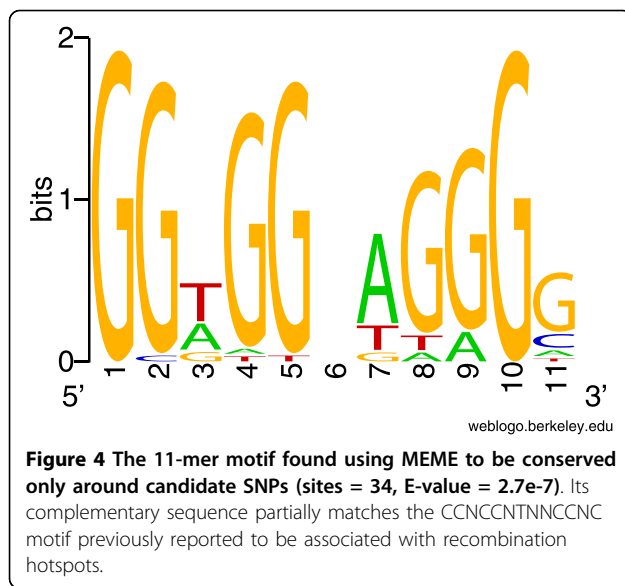 2
bits
1
0
G G T G G A G G G G
C A A T T T A C
G T T G A A A
T
5' 1 2 3 4 5 6 7 8 9 10 11 3'
weblogo.berkeley.edu
Figure 4 The 11-mer motif found using MEME to be conserved
only around candidate SNPs (sites = 34, E-value = 2.7e-7). Its
complementary sequence partially matches the CCNCCNTNNCCNC
motif previously reported to be associated with recombination
hotspots.